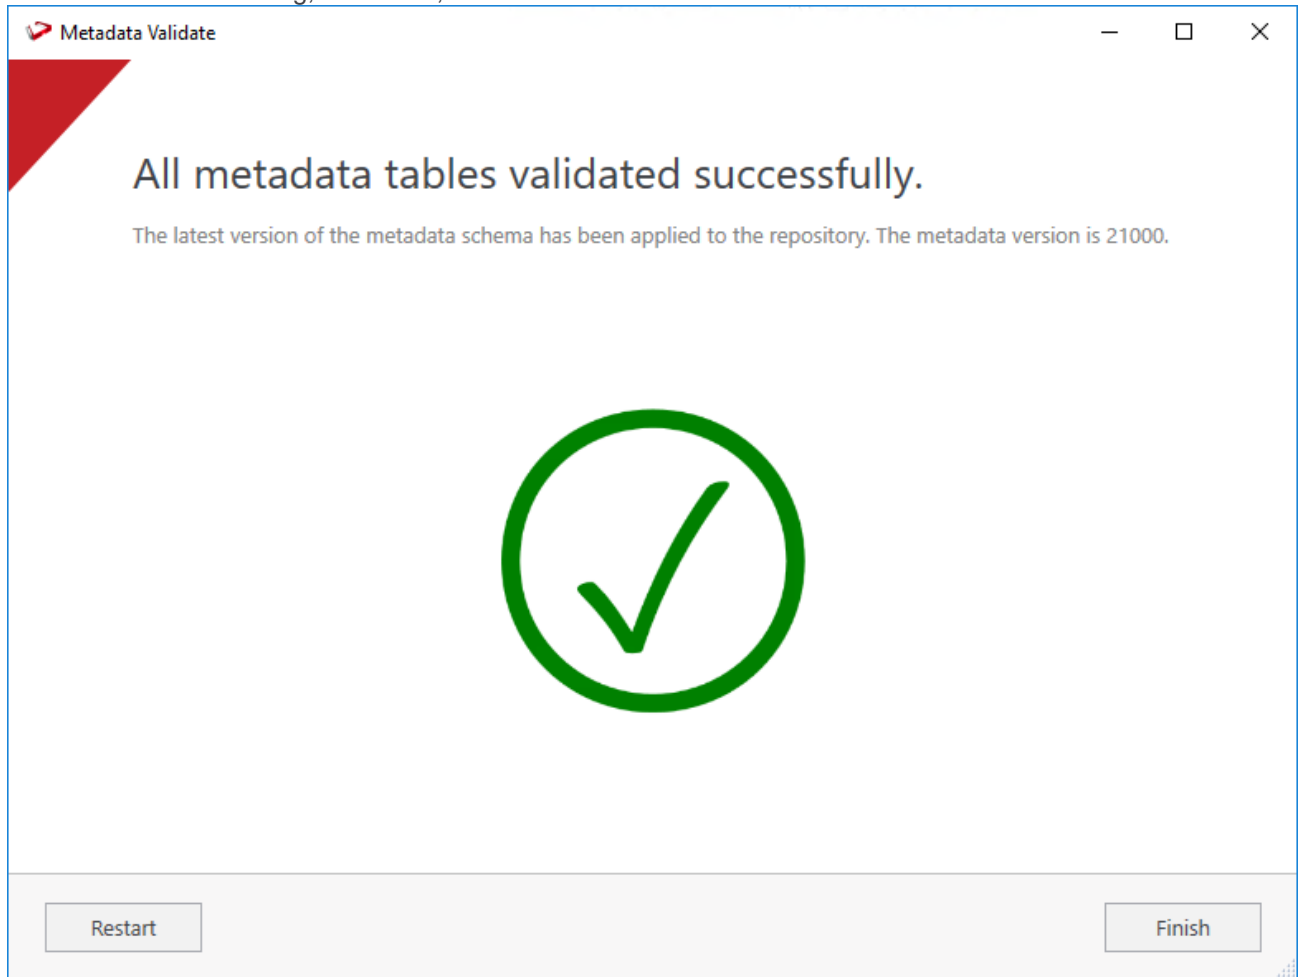 Metadata Validate
All metadata tables validated successfully.
The latest version of the metadata schema has been applied to the repository. The metadata version is 21000.
Restart
Finish